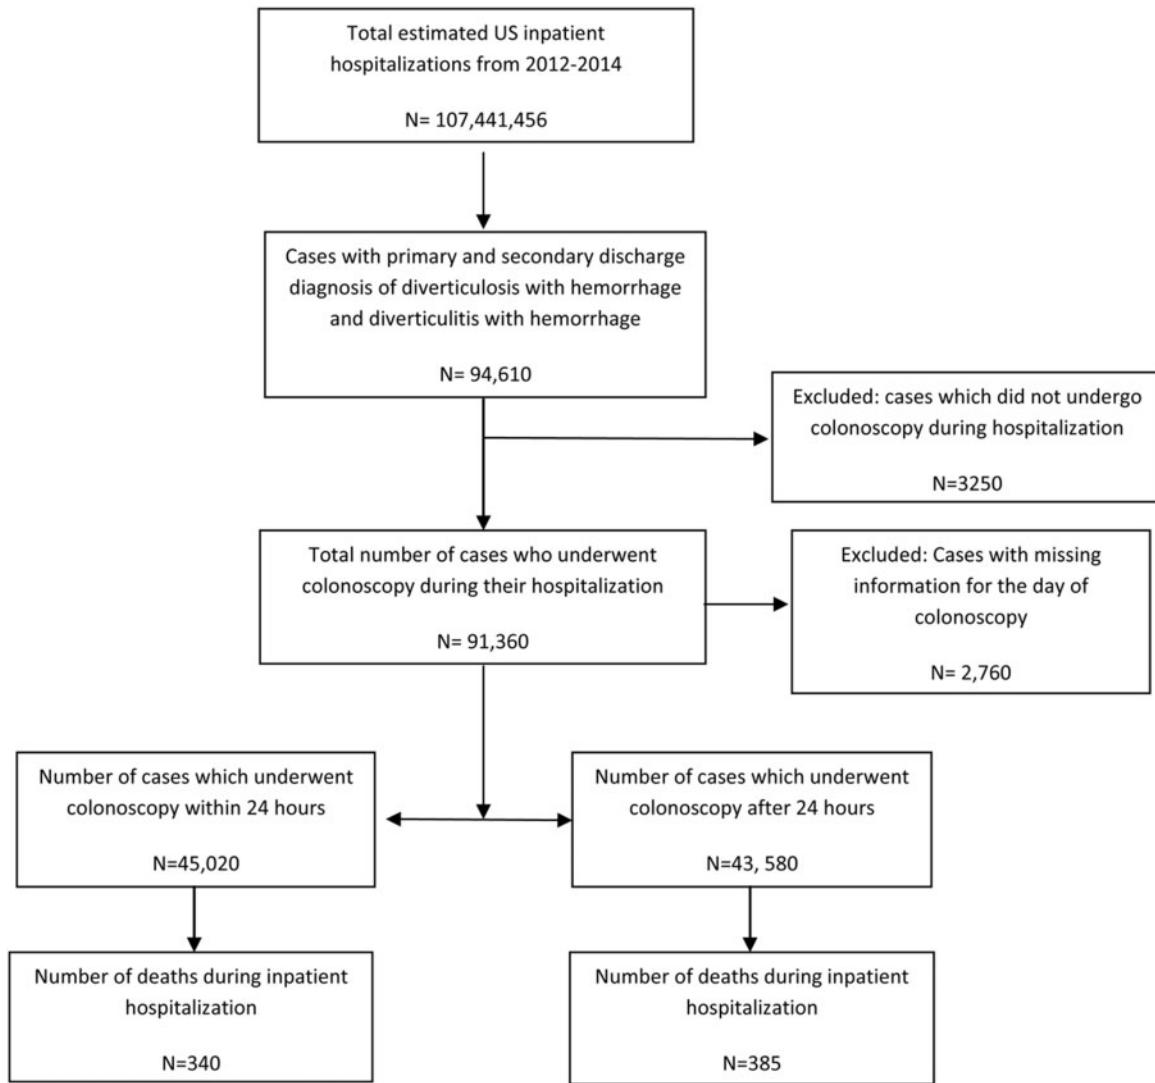 Total estimated US inpatient
hospitalizations from 2012-2014
N= 107,441,456
Cases with primary and secondary discharge
diagnosis of diverticulosis with hemorrhage
and diverticulitis with hemorrhage
N= 94,610
Excluded: cases which did not undergo
colonoscopy during hospitalization
N=3250
Total number of cases who underwent
colonoscopy during their hospitalization
N= 91,360
Excluded: Cases with missing
information for the day of
colonoscopy
N= 2,760
Number of cases which underwent
colonoscopy within 24 hours
N=45,020
Number of cases which underwent
colonoscopy after 24 hours
N=43, 580
Number of deaths during inpatient
hospitalization
N=340
Number of deaths during inpatient
hospitalization
N=385